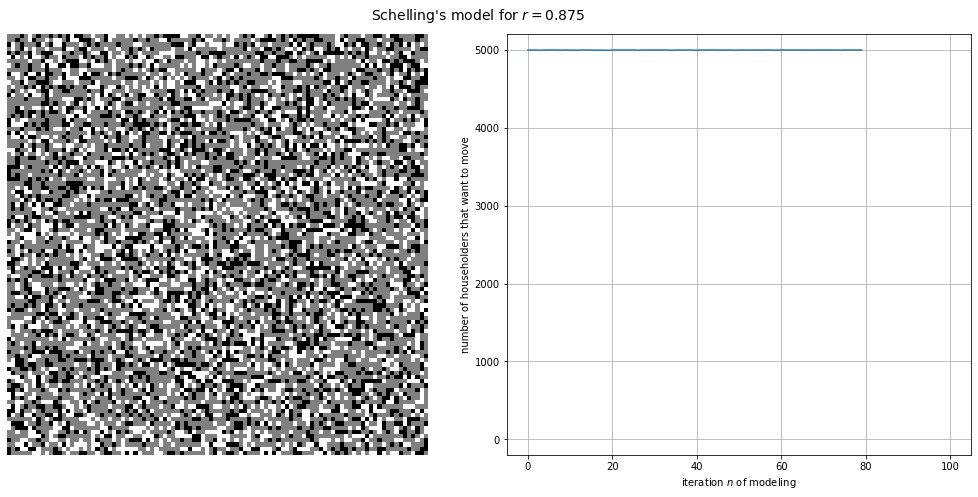 Schelling's model for r = 0.875
5000
4000
3000
2000
1000
0
number of householders that want to move
0 20 40 60 80 100
iteration n of modeling